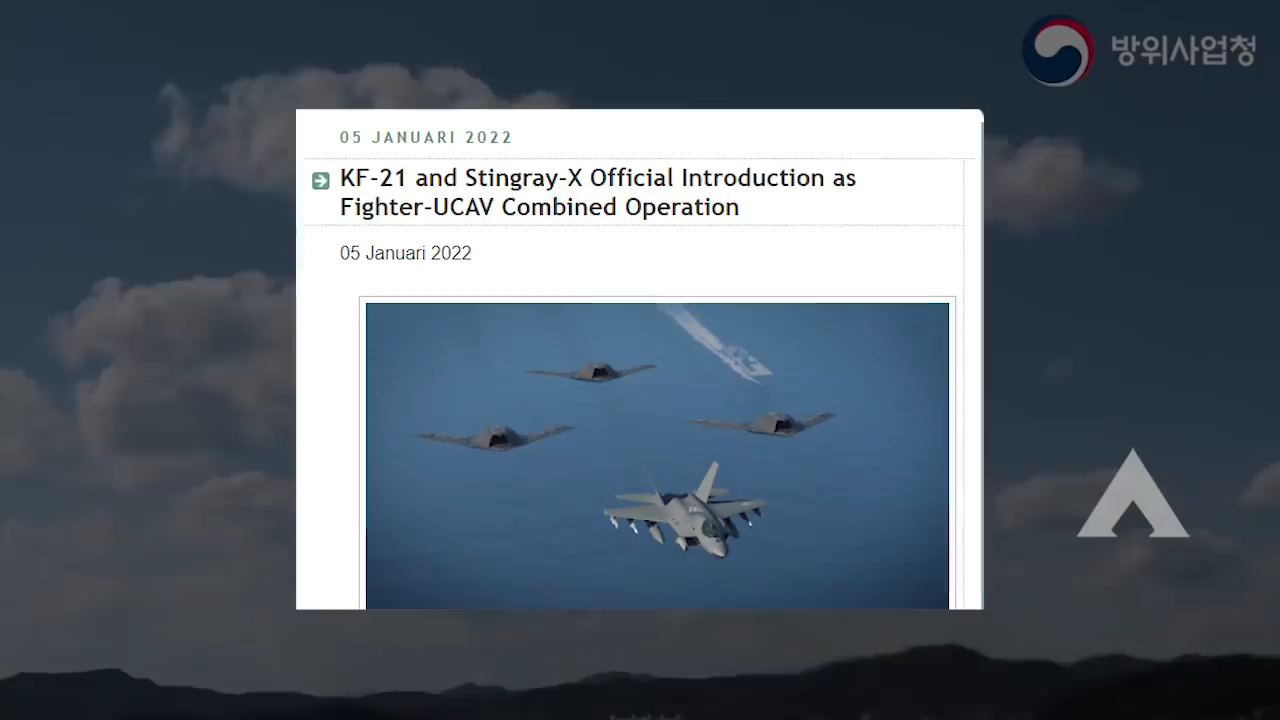 방위사업청
05 JANUARI 2022
KF-21 and Stingray-X Official Introduction as
Fighter-UCAV Combined Operation
05 Januari 2022